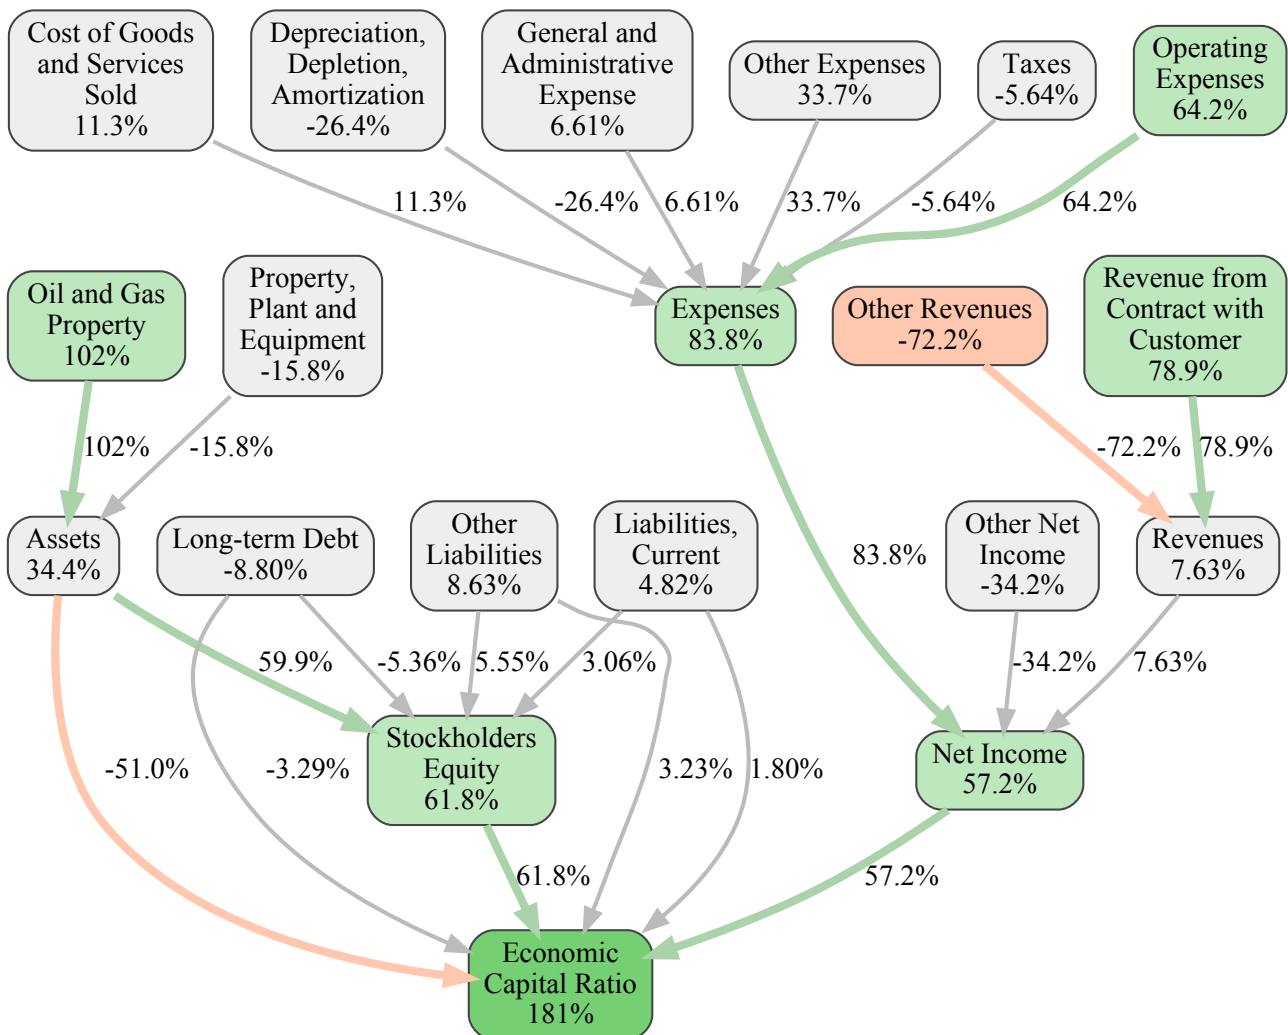 Cost of Goods
and Services
Sold
11.3%
Depreciation,
Depletion,
Amortization
-26.4%
General and
Administrative
Expense
6.61%
Other Expenses
33.7%
Taxes
-5.64%
Operating
Expenses
64.2%
11.3%
-26.4%
6.61%
33.7%
-5.64%
64.2%
Oil and Gas
Property
102%
Property,
Plant and
Equipment
-15.8%
Expenses
83.8%
Other Revenues
-72.2%
Revenue from
Contract with
Customer
78.9%
102%
-15.8%
-72.2%
78.9%
Assets
34.4%
Long-term Debt
-8.80%
Other
Liabilities
8.63%
Liabilities,
Current
4.82%
83.8%
Other Net
Income
-34.2%
Revenues
7.63%
59.9%
-5.36%
5.55%
3.06%
-34.2%
7.63%
-51.0%
-3.29%
Stockholders
Equity
61.8%
3.23%
1.80%
Net Income
57.2%
61.8%
57.2%
Economic
Capital Ratio
181%